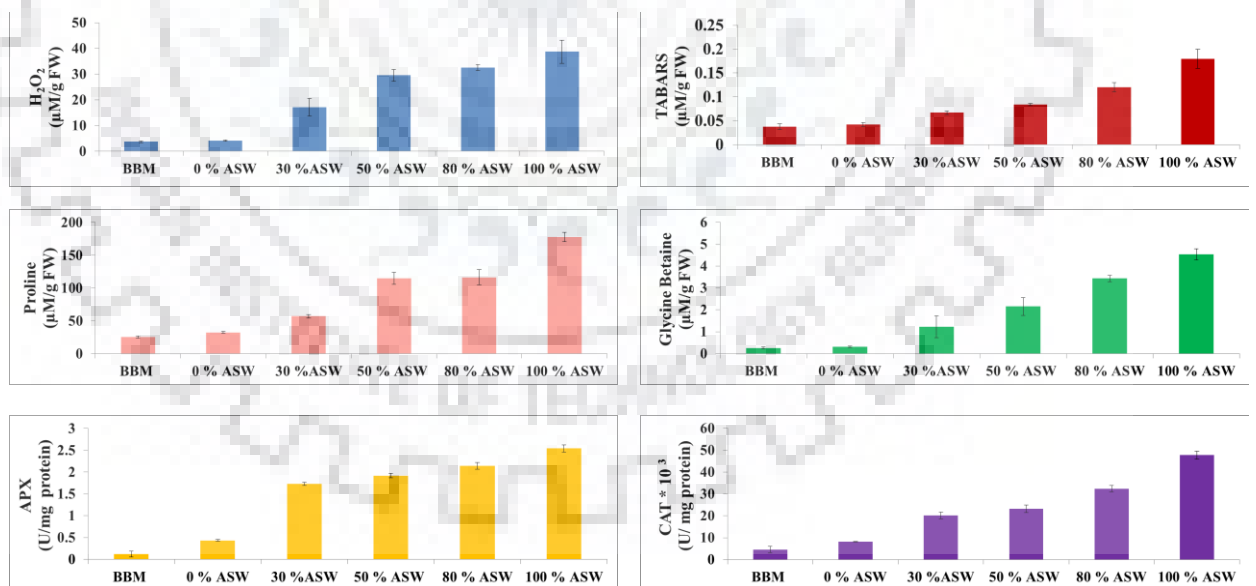 H2O2
(µM/g FW)
50
40
30
20
10
0
BBM 0 % ASW 30 %ASW 50 % ASW 80 % ASW 100 % ASW
TABARS
(µM/g FW)
0.25
0.2
0.15
0.1
0.05
0
BBM 0 % ASW 30 % ASW 50 % ASW 80 % ASW 100 % ASW
Proline
(µM/g FW)
200
150
100
50
0
BBM 0 % ASW 30 % ASW 50 % ASW 80 % ASW 100 % ASW
Glycine Betaine
(µM/g FW)
6
5
4
3
2
1
0
BBM 0 % ASW 30 %ASW 50 % ASW 80 % ASW 100 % ASW
APX
(U/mg protein)
3
2.5
2
1.5
1
0.5
0
BBM 0 % ASW 30 %ASW 50 % ASW 80 % ASW 100 % ASW
CAT * 10 3
(U/ mg protein)
60
50
40
30
20
10
0
BBM 0 % ASW 30 %ASW 50 % ASW 80 % ASW 100 % ASW